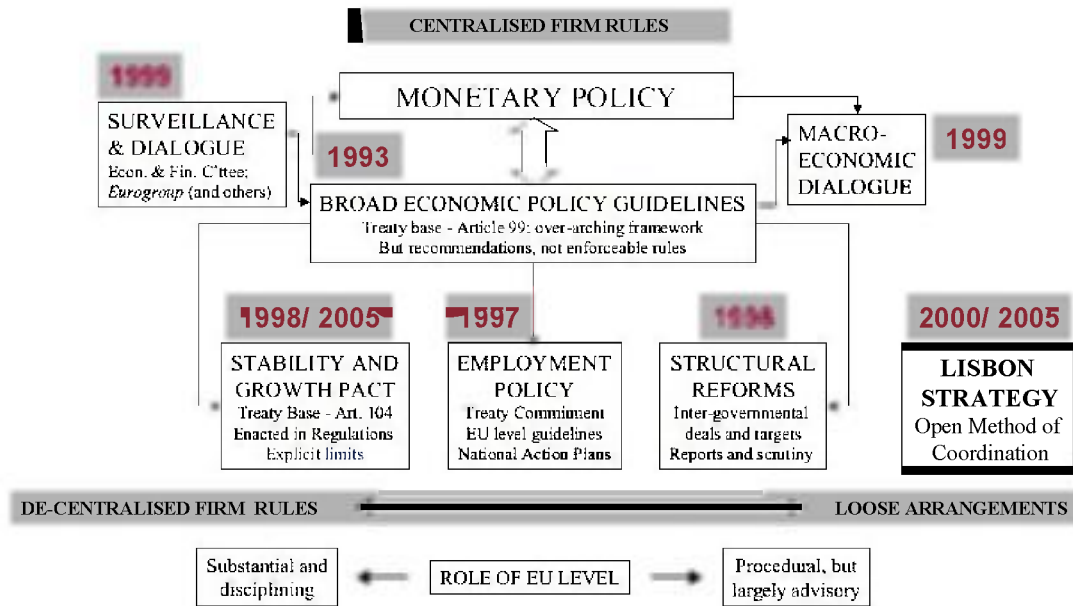 CENTRALISED FIRM RULES
1999
MONETARY POLICY
SURVEILLANCE
& DIALOGUE
Econ. & Fin. C'ttee;
Eurogroup (and others)
1993
MACRO-
ECONOMIC
DIALOGUE
1999
BROAD ECONOMIC POLICY GUIDELINES
Treaty base - Article 99: over-arching framework
But recommendations, not enforceable rules
1998/ 2005
STABILITY AND
GROWTH PACT
Treaty Base - Art. 104
Enacted in Regulations
Explicit limits
1997
EMPLOYMENT
POLICY
Treaty Commitment
EU level guidelines
National Action Plans
STRUCTURAL
REFORMS
Inter-governmental
deals and targets
Reports and scrutiny
2000/ 2005
LISBON
STRATEGY
Open Method of
Coordination
DE-CENTRALISED FIRM RULES
LOOSE ARRANGEMENTS
Substantial and
disciplining
ROLE OF EU LEVEL
Procedural, but
largely advisory